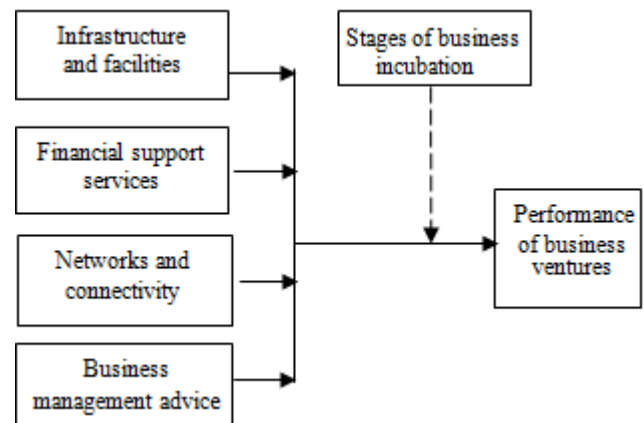 Infrastructure
and facilities
Stages of business
incubation
Financial support
services
Performance
of business
ventures
Networks and
connectivity
Business
management advice